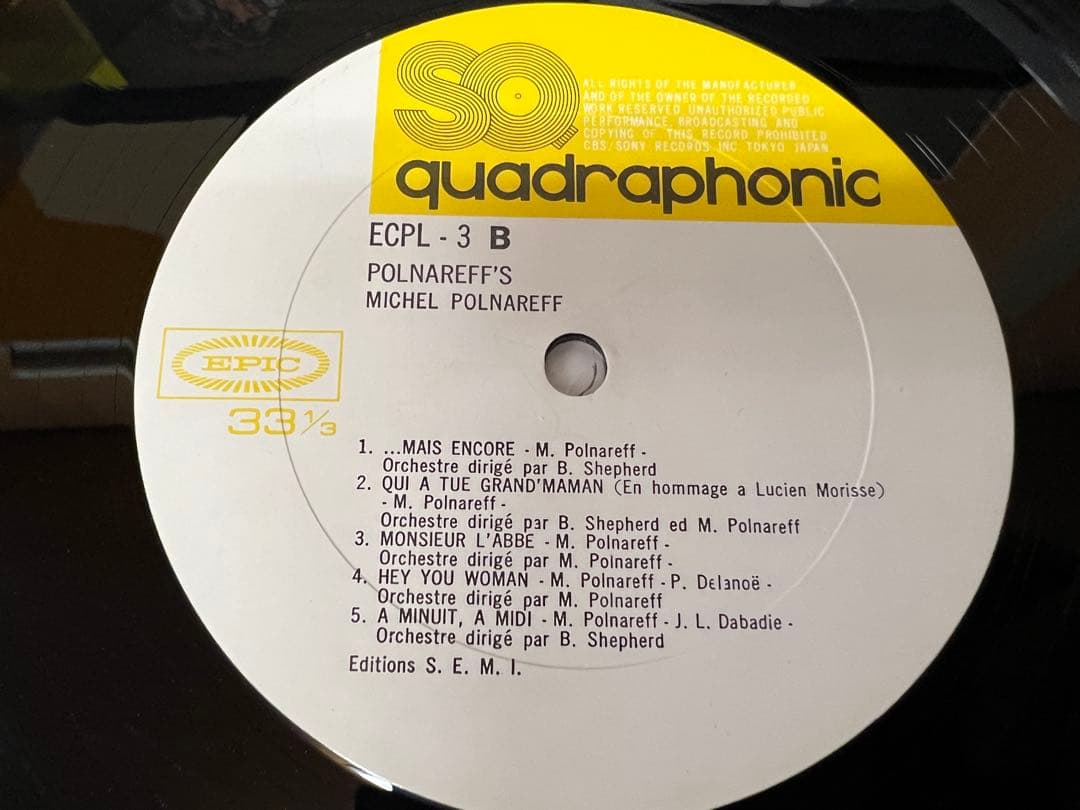 SQ
ALL RIGHTS OF THE MANUFACTURER
AND OF THE OWNER OF THE RECORDED
WORK RESERVED UNAUTHORIZED PUBLIC
PERFORMANCE, BROADCASTING AND
COPYING OF THIS RECORD PROHIBITED
CBS/SONY RECORDS INC TOKYO JAPAN
quadraphonic
ECPL - 3 B
POLNAREFF'S
MICHEL POLNAREFF
EPIC
33 1/3
1. ...MAIS ENCORE - M. Polnareff -
Orchestre dirigé par B. Shepherd
2. QUI A TUE GRAND'MAMAN (En hommage a Lucien Morisse)
- M. Polnareff -
Orchestre dirigé par B. Shepherd ed M. Polnareff
3. MONSIEUR L'ABBE - M. Polnareff -
Orchestre dirigé par M. Polnareff -
4. HEY YOU WOMAN - M. Polnareff - P. Delanoë -
Orchestre dirigé par M. Polnareff
5. A MINUIT, A MIDI - M. Polnareff - J. L. Dabadie -
Orchestre dirigé par B. Shepherd
Editions S. E. M. I.